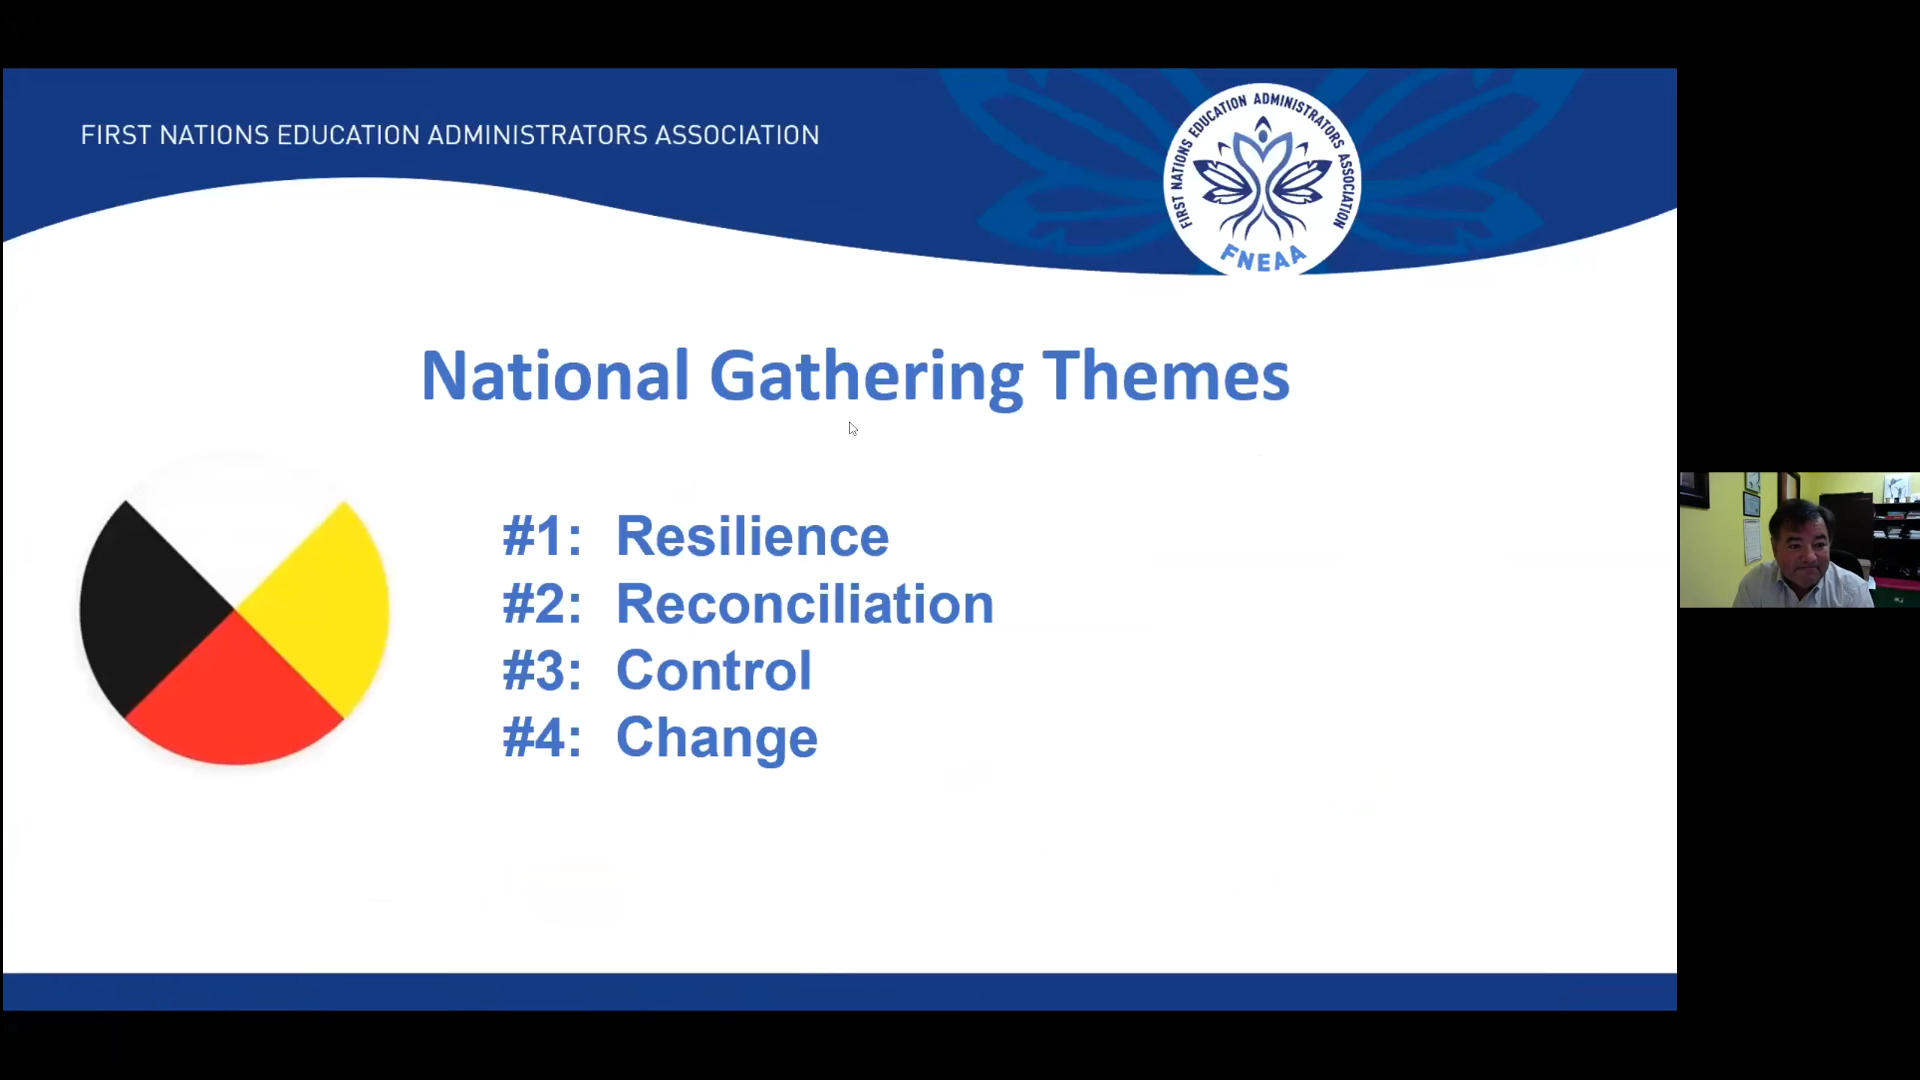 FIRST NATIONS EDUCATION ADMINISTRATORS ASSOCIATION
FIRST NATIONS EDUCATION ADMINISTRATORS ASSOCIATION
FNEAA
National Gathering Themes
#1: Resilience
#2: Reconciliation
#3: Control
#4: Change